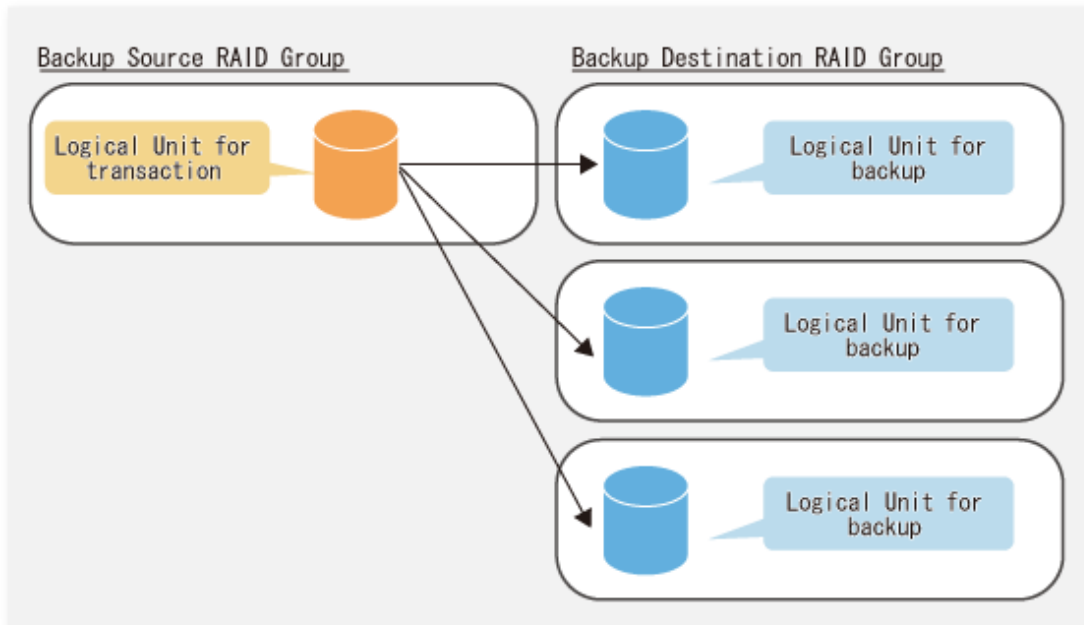 Backup Source RAID Group
Backup Destination RAID Group
Logical Unit for
transaction
Logical Unit for
backup
Logical Unit for
backup
Logical Unit for
backup